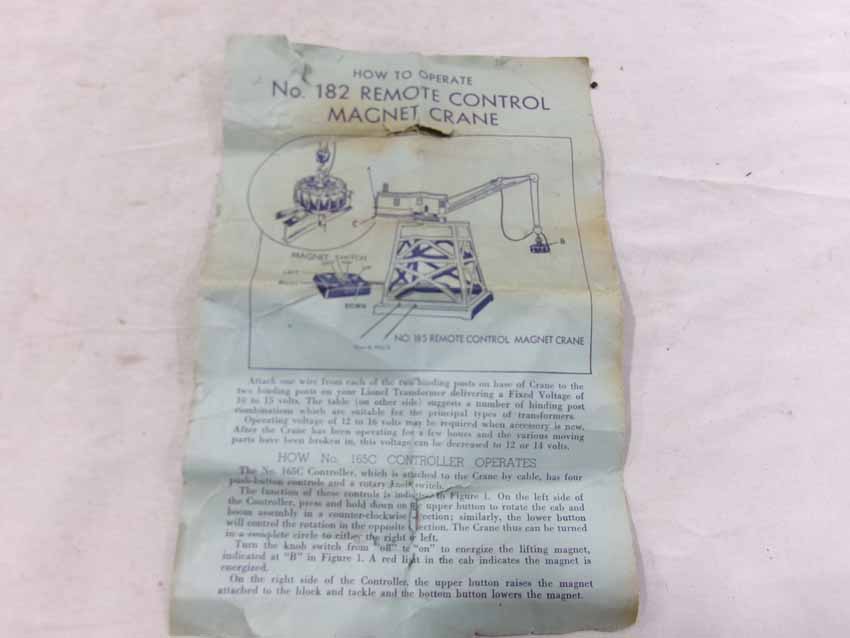 HOW TO OPERATE
No. 182 REMOTE CONTROL
MAGNET CRANE
C
B
MAGNET SWITCH
LEFT
DOWN
NO. 185 REMOTE CONTROL MAGNET CRANE
Attach one wire from each of the two binding posts on base of Crane to the
two binding posts on your Lionel Transformer delivering a Fixed Voltage of
to 15 volts. The table (on other side) suggests a number of binding post
combinations which are suitable for the principal types of transformers.
Operating voltage of 12 to 16 volts may be required when accessory is new.
After the Crane has been operating for a few hours and the various moving
parts have been broken in, this voltage can be decreased to 12 or 14 volts.
HOW No. 165C CONTROLLER OPERATES
The No. 165C Controller, which is attached to the Crane by cable, has four
push-button controls and a rotary knob switch.
The function of these controls is indicated in Figure 1. On the left side of
the Controller, press and hold down on upper button to rotate the cab and
boom assembly in a counter-clockwise ection; similarly, the lower button
will control the rotation in the opposite ection. The Crane thus can be turned
in a complete circle to either the right or left.
Turn the knob switch from "off" to "on" to energize the lifting magnet,
indicated at "B" in Figure 1. A red light in the cab indicates the magnet is
energized.
On the right side of the Controller, the upper button raises the magnet
attached to the block and tackle and the bottom button lowers the magnet.